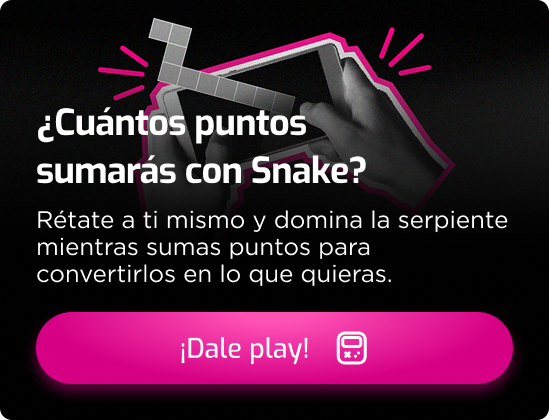 ¿Cuántos puntos
sumarás con Snake?
Rétate a ti mismo y domina la serpiente
mientras sumas puntos para
convertirlos en lo que quieras.
¡Dale play!